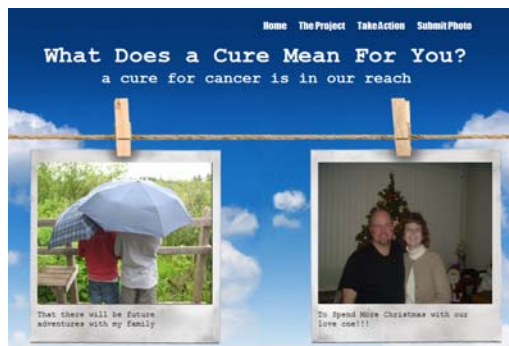 Home The Project Take Action Submit Photo
What Does a Cure Mean For You?
a cure for cancer is in our reach
That there will be future
adventures with my family
To Spend More Christmas with our
love one!!!